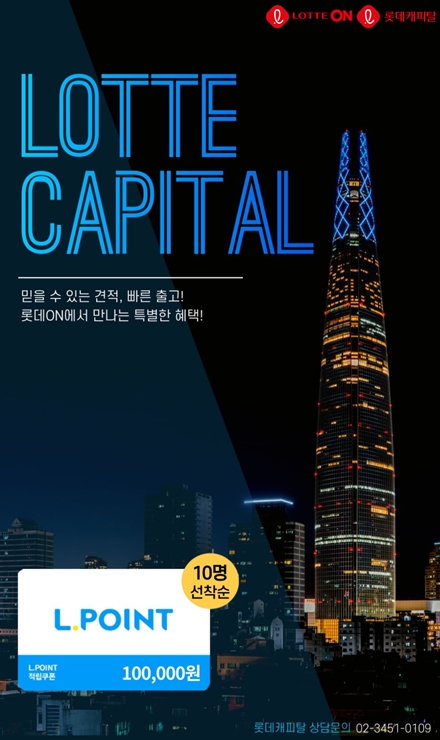 LOTTE ON 롯데캐피탈
LOTTE
CAPITAL
믿을 수 있는 견적, 빠른 출고!
롯데ON에서 만나는 특별한 혜택!
10명
선착순
L.POINT
L.POINT
적립쿠폰
100,000원
롯데캐피탈 상담문의 02-3451-0109